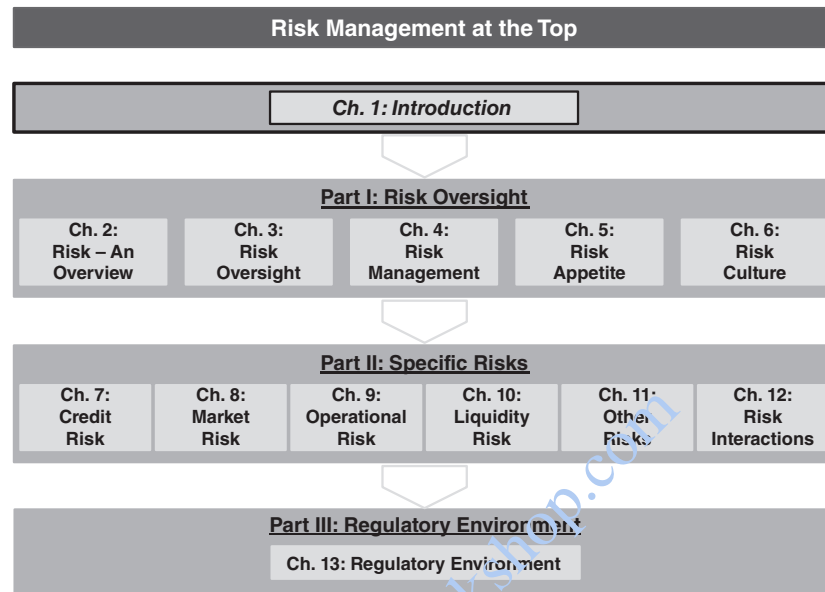 Risk Management at the Top
Ch. 1: Introduction
Part I: Risk Oversight
Ch. 2:
Risk – An
Overview
Ch. 3:
Risk
Oversight
Ch. 4:
Risk
Management
Ch. 5:
Risk
Appetite
Ch. 6:
Risk
Culture
Part II: Specific Risks
Ch. 7:
Credit
Risk
Ch. 8:
Market
Risk
Ch. 9:
Operational
Risk
Ch. 10:
Liquidity
Risk
Ch. 11:
Other
Risks
Ch. 12:
Risk
Interactions
Part III: Regulatory Environment
Ch. 13: Regulatory Environment
kshop.com